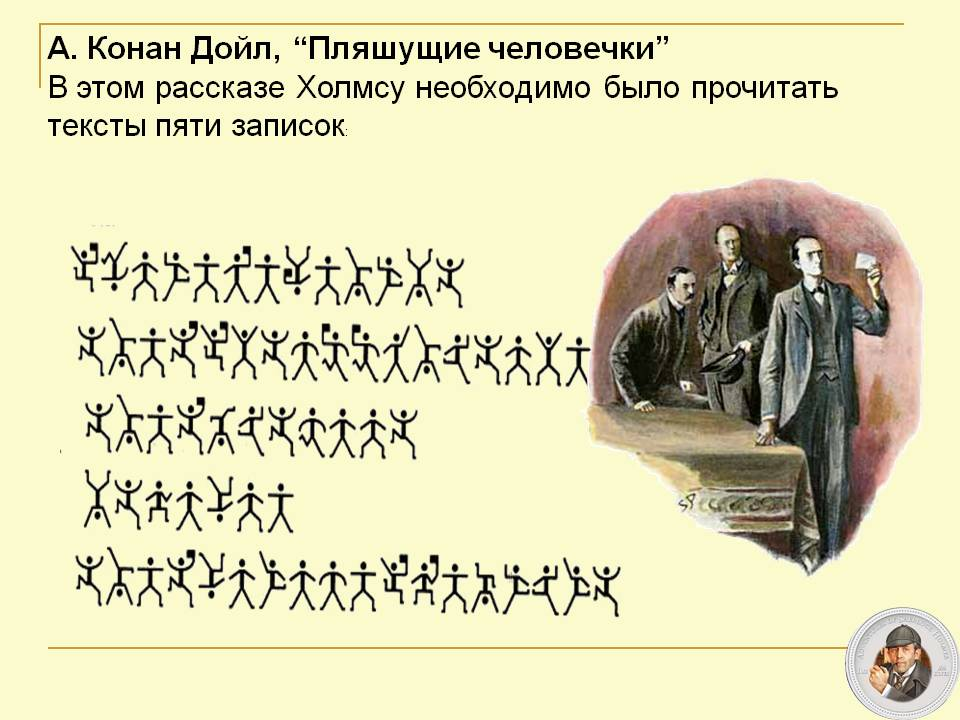 А. Конан Дойл, “Пляшущие человечки”
В этом рассказе Холмсу необходимо было прочитать
тексты пяти записок: